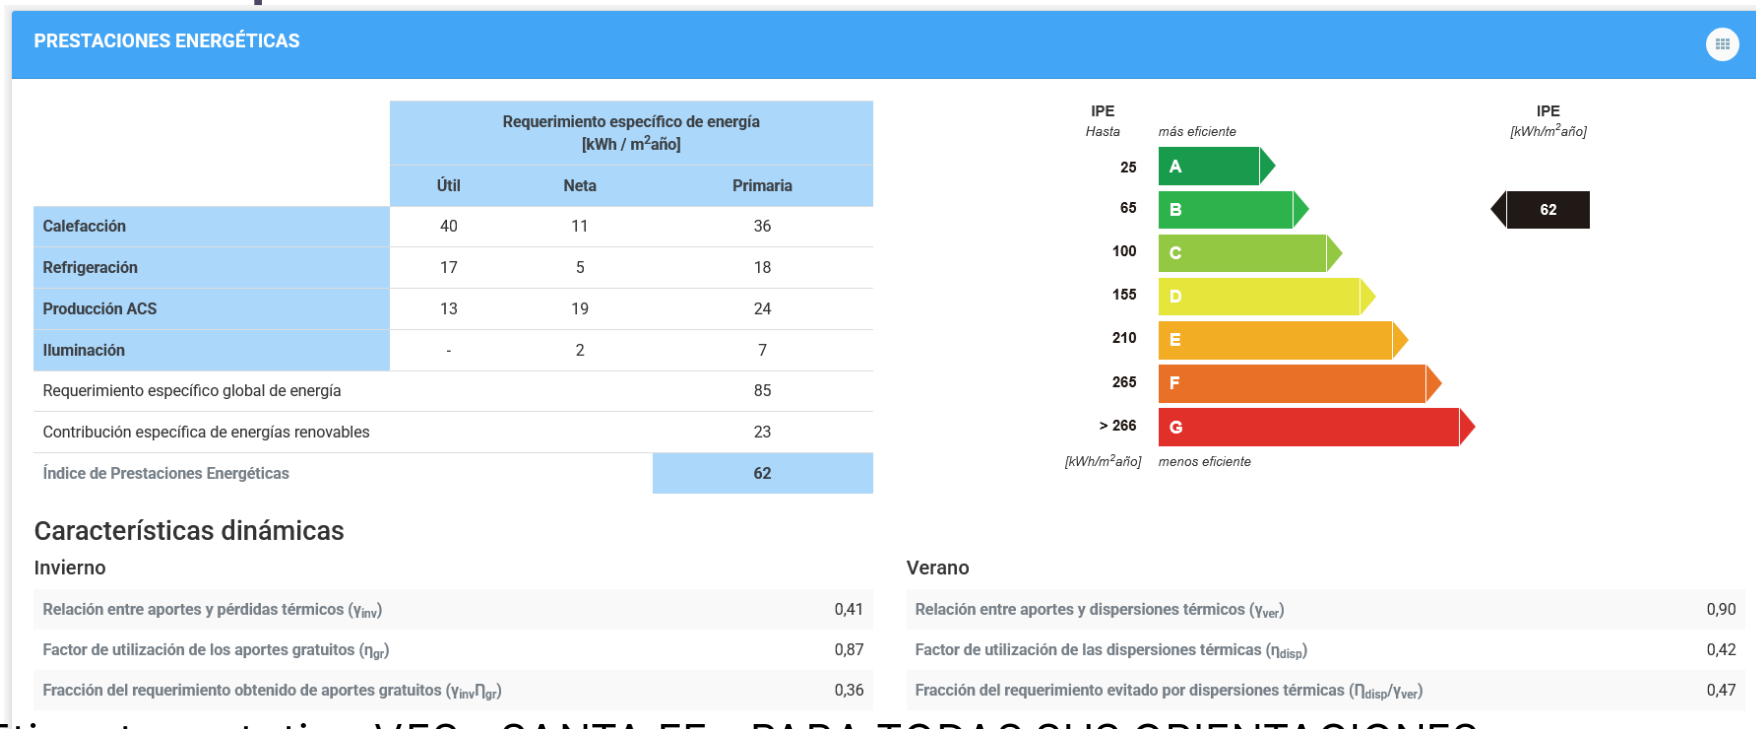 PRESTACIONES ENERGÉTICAS
Requerimiento específico de energía
[kWh / m²año]
Útil Neta Primaria
Calefacción 40 11 36
Refrigeración 17 5 18
Producción ACS 13 19 24
Iluminación - 2 7
Requerimiento específico global de energía 85
Contribución específica de energías renovables 23
Índice de Prestaciones Energéticas 62
IPE IPE
Hasta más eficiente [kWh/m²año]
25 A
65 B 62
100 C
155 D
210 E
265 F
> 266 G
[kWh/m²año] menos eficiente
Características dinámicas
Invierno
Relación entre aportes y pérdidas térmicos (γinv) 0,41
Factor de utilización de los aportes gratuitos (ηgr) 0,87
Fracción del requerimiento obtenido de aportes gratuitos (γinvηgr) 0,36
Verano
Relación entre aportes y dispersiones térmicos (γver) 0,90
Factor de utilización de las dispersiones térmicas (ηdisp) 0,42
Fracción del requerimiento evitado por dispersiones térmicas (ηdisp/γver) 0,47
SANTA FE PARA TODAS SUS ORIENTACIONES